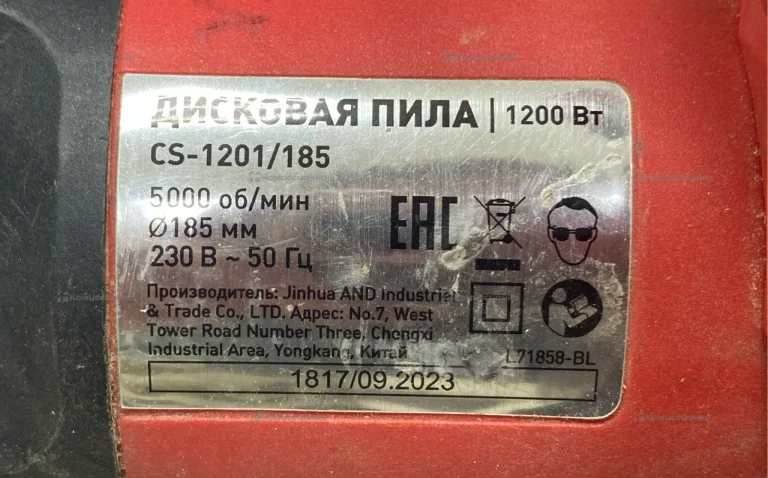 ДИСКОВАЯ ПИЛА | 1200 Вт
CS-1201/185
5000 об/мин
Ø185 мм
230 В ~ 50 Гц
EAC
Производитель: Jinhua AND Industrial
& Trade Co., LTD. Адрес: No.7, West
Tower Road Number Three, Chengxi
Industrial Area, Yongkang, Китай
L71858-BL
1817/09.2023